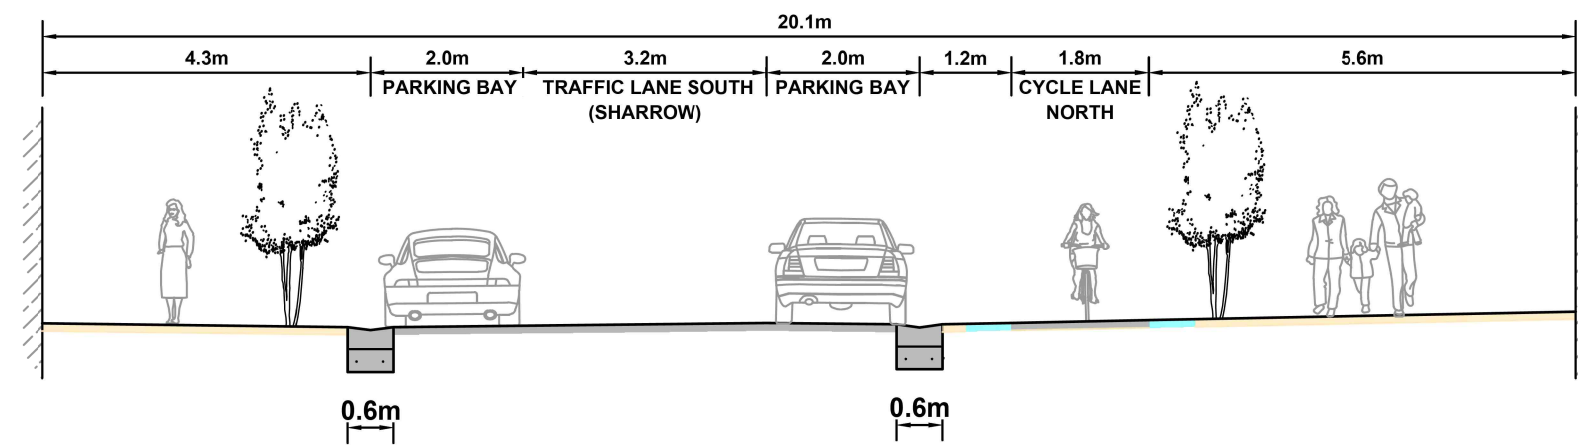 20.1m
4.3m 2.0m 3.2m 2.0m 1.2m 1.8m 5.6m
PARKING BAY TRAFFIC LANE SOUTH PARKING BAY CYCLE LANE
(SHARROW) NORTH
0.6m 0.6m